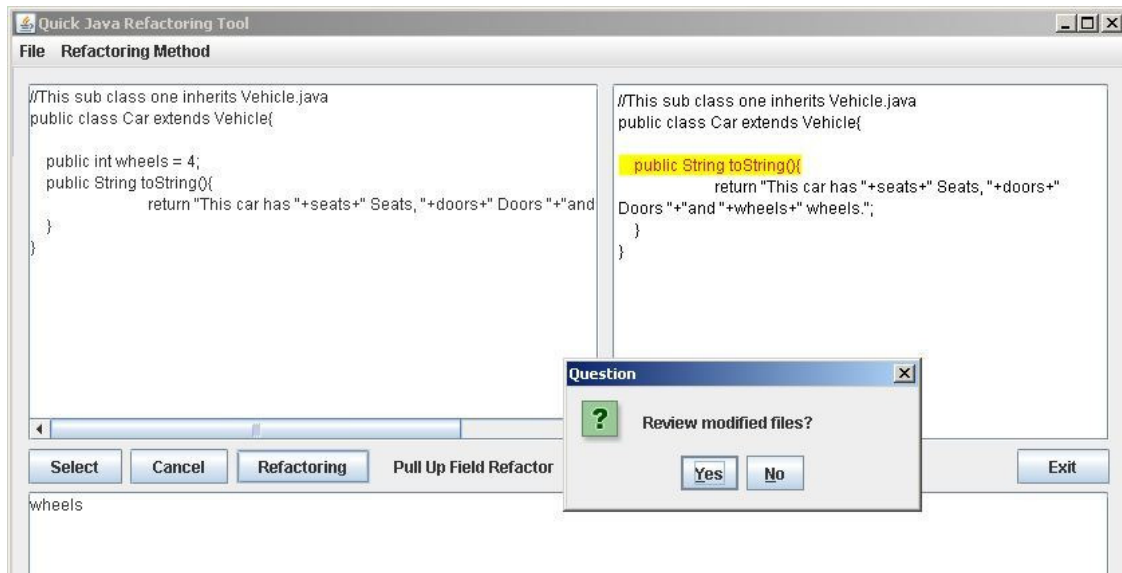 Quick Java Refactoring Tool
File Refactoring Method
//This sub class one inherits Vehicle.java
public class Car extends Vehicle{
public int wheels = 4;
public String toString(){
return "This car has "+seats+" Seats, "+doors+" Doors "+"and
}
}
//This sub class one inherits Vehicle.java
public class Car extends Vehicle{
public String toString(){
return "This car has "+seats+" Seats, "+doors+"
Doors "+"and "+wheels+" wheels.";
}
}
Question
? Review modified files?
Yes No
Select Cancel Refactoring Pull Up Field Refactor Exit
wheels